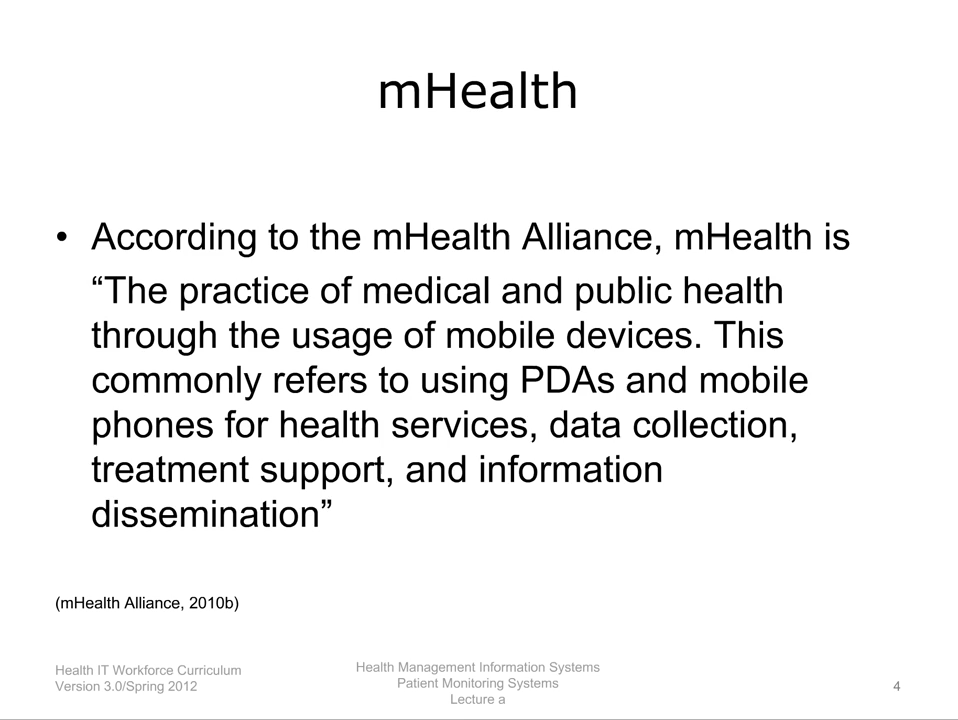 mHealth
• According to the mHealth Alliance, mHealth is
“The practice of medical and public health
through the usage of mobile devices. This
commonly refers to using PDAs and mobile
phones for health services, data collection,
treatment support, and information
dissemination”
(mHealth Alliance, 2010b)
Health IT Workforce Curriculum
Version 3.0/Spring 2012
Health Management Information Systems
Patient Monitoring Systems
Lecture a
4